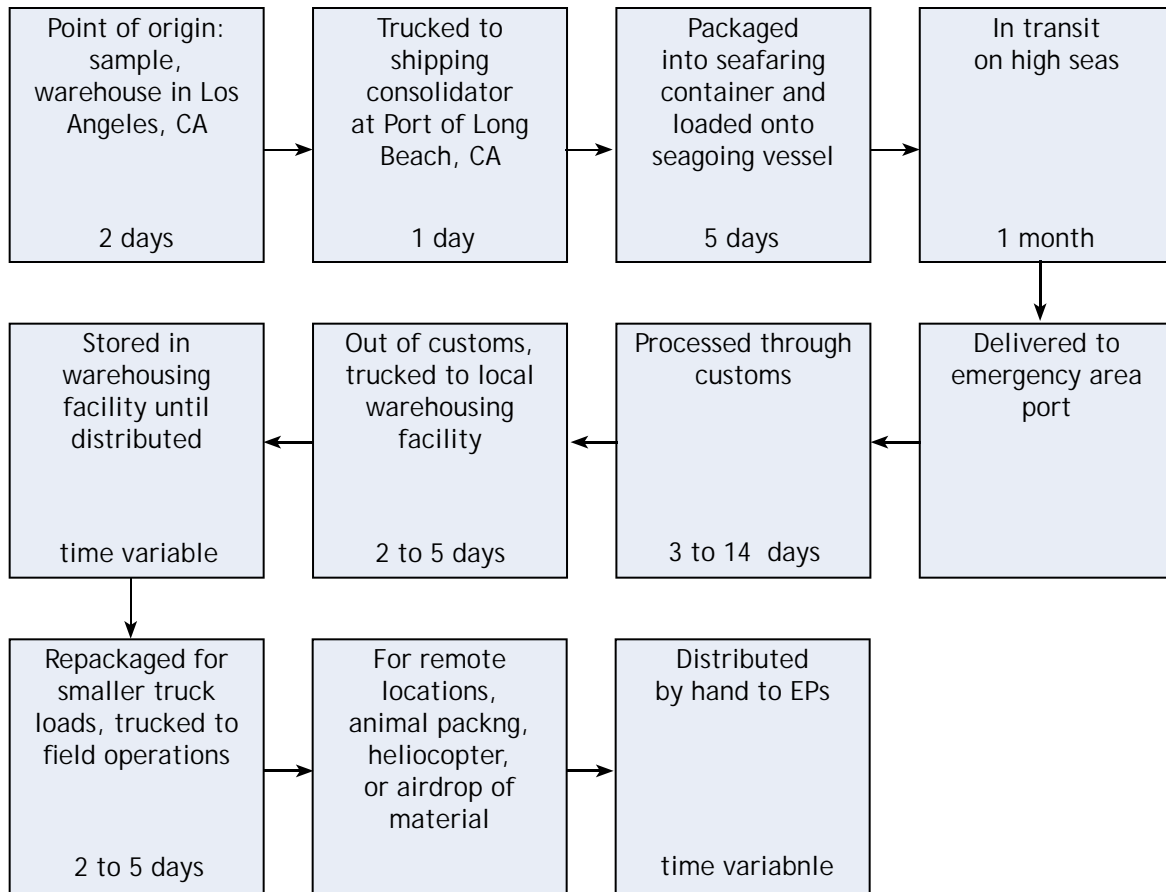 Point of origin:
sample,
warehouse in Los
Angeles, CA
2 days
Trucked to
shipping
consolidator
at Port of Long
Beach, CA
1 day
Packaged
into seafaring
container and
loaded onto
seagoing vessel
5 days
In transit
on high seas
1 month
Delivered to
emergency area
port
Processed through
customs
3 to 14 days
Out of customs,
trucked to local
warehousing
facility
2 to 5 days
Stored in
warehousing
facility until
distributed
time variable
Repackaged for
smaller truck
loads, trucked to
field operations
2 to 5 days
For remote
locations,
animal packng,
heliocopter,
or airdrop of
material
Distributed
by hand to EPs
time variabnle